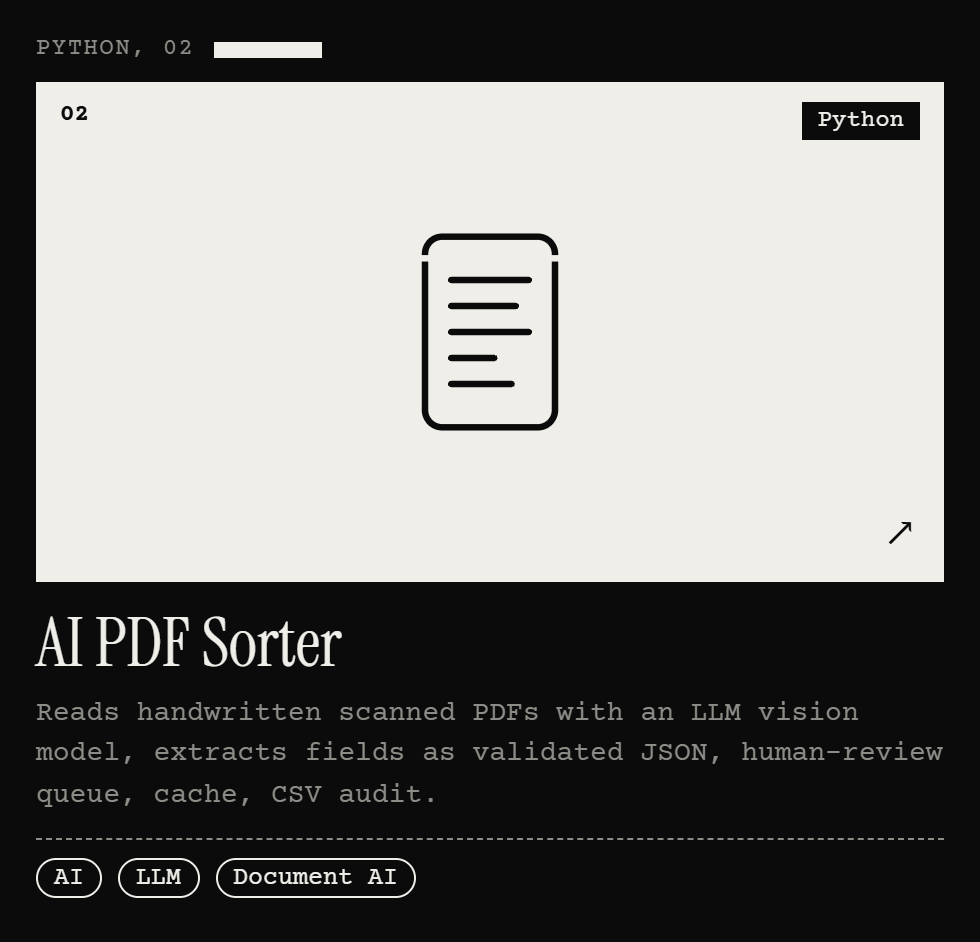 PYTHON, 02
02
Python
↗
AI PDF Sorter
Reads handwritten scanned PDFs with an LLM vision
model, extracts fields as validated JSON, human-review
queue, cache, CSV audit.
AI
LLM
Document AI